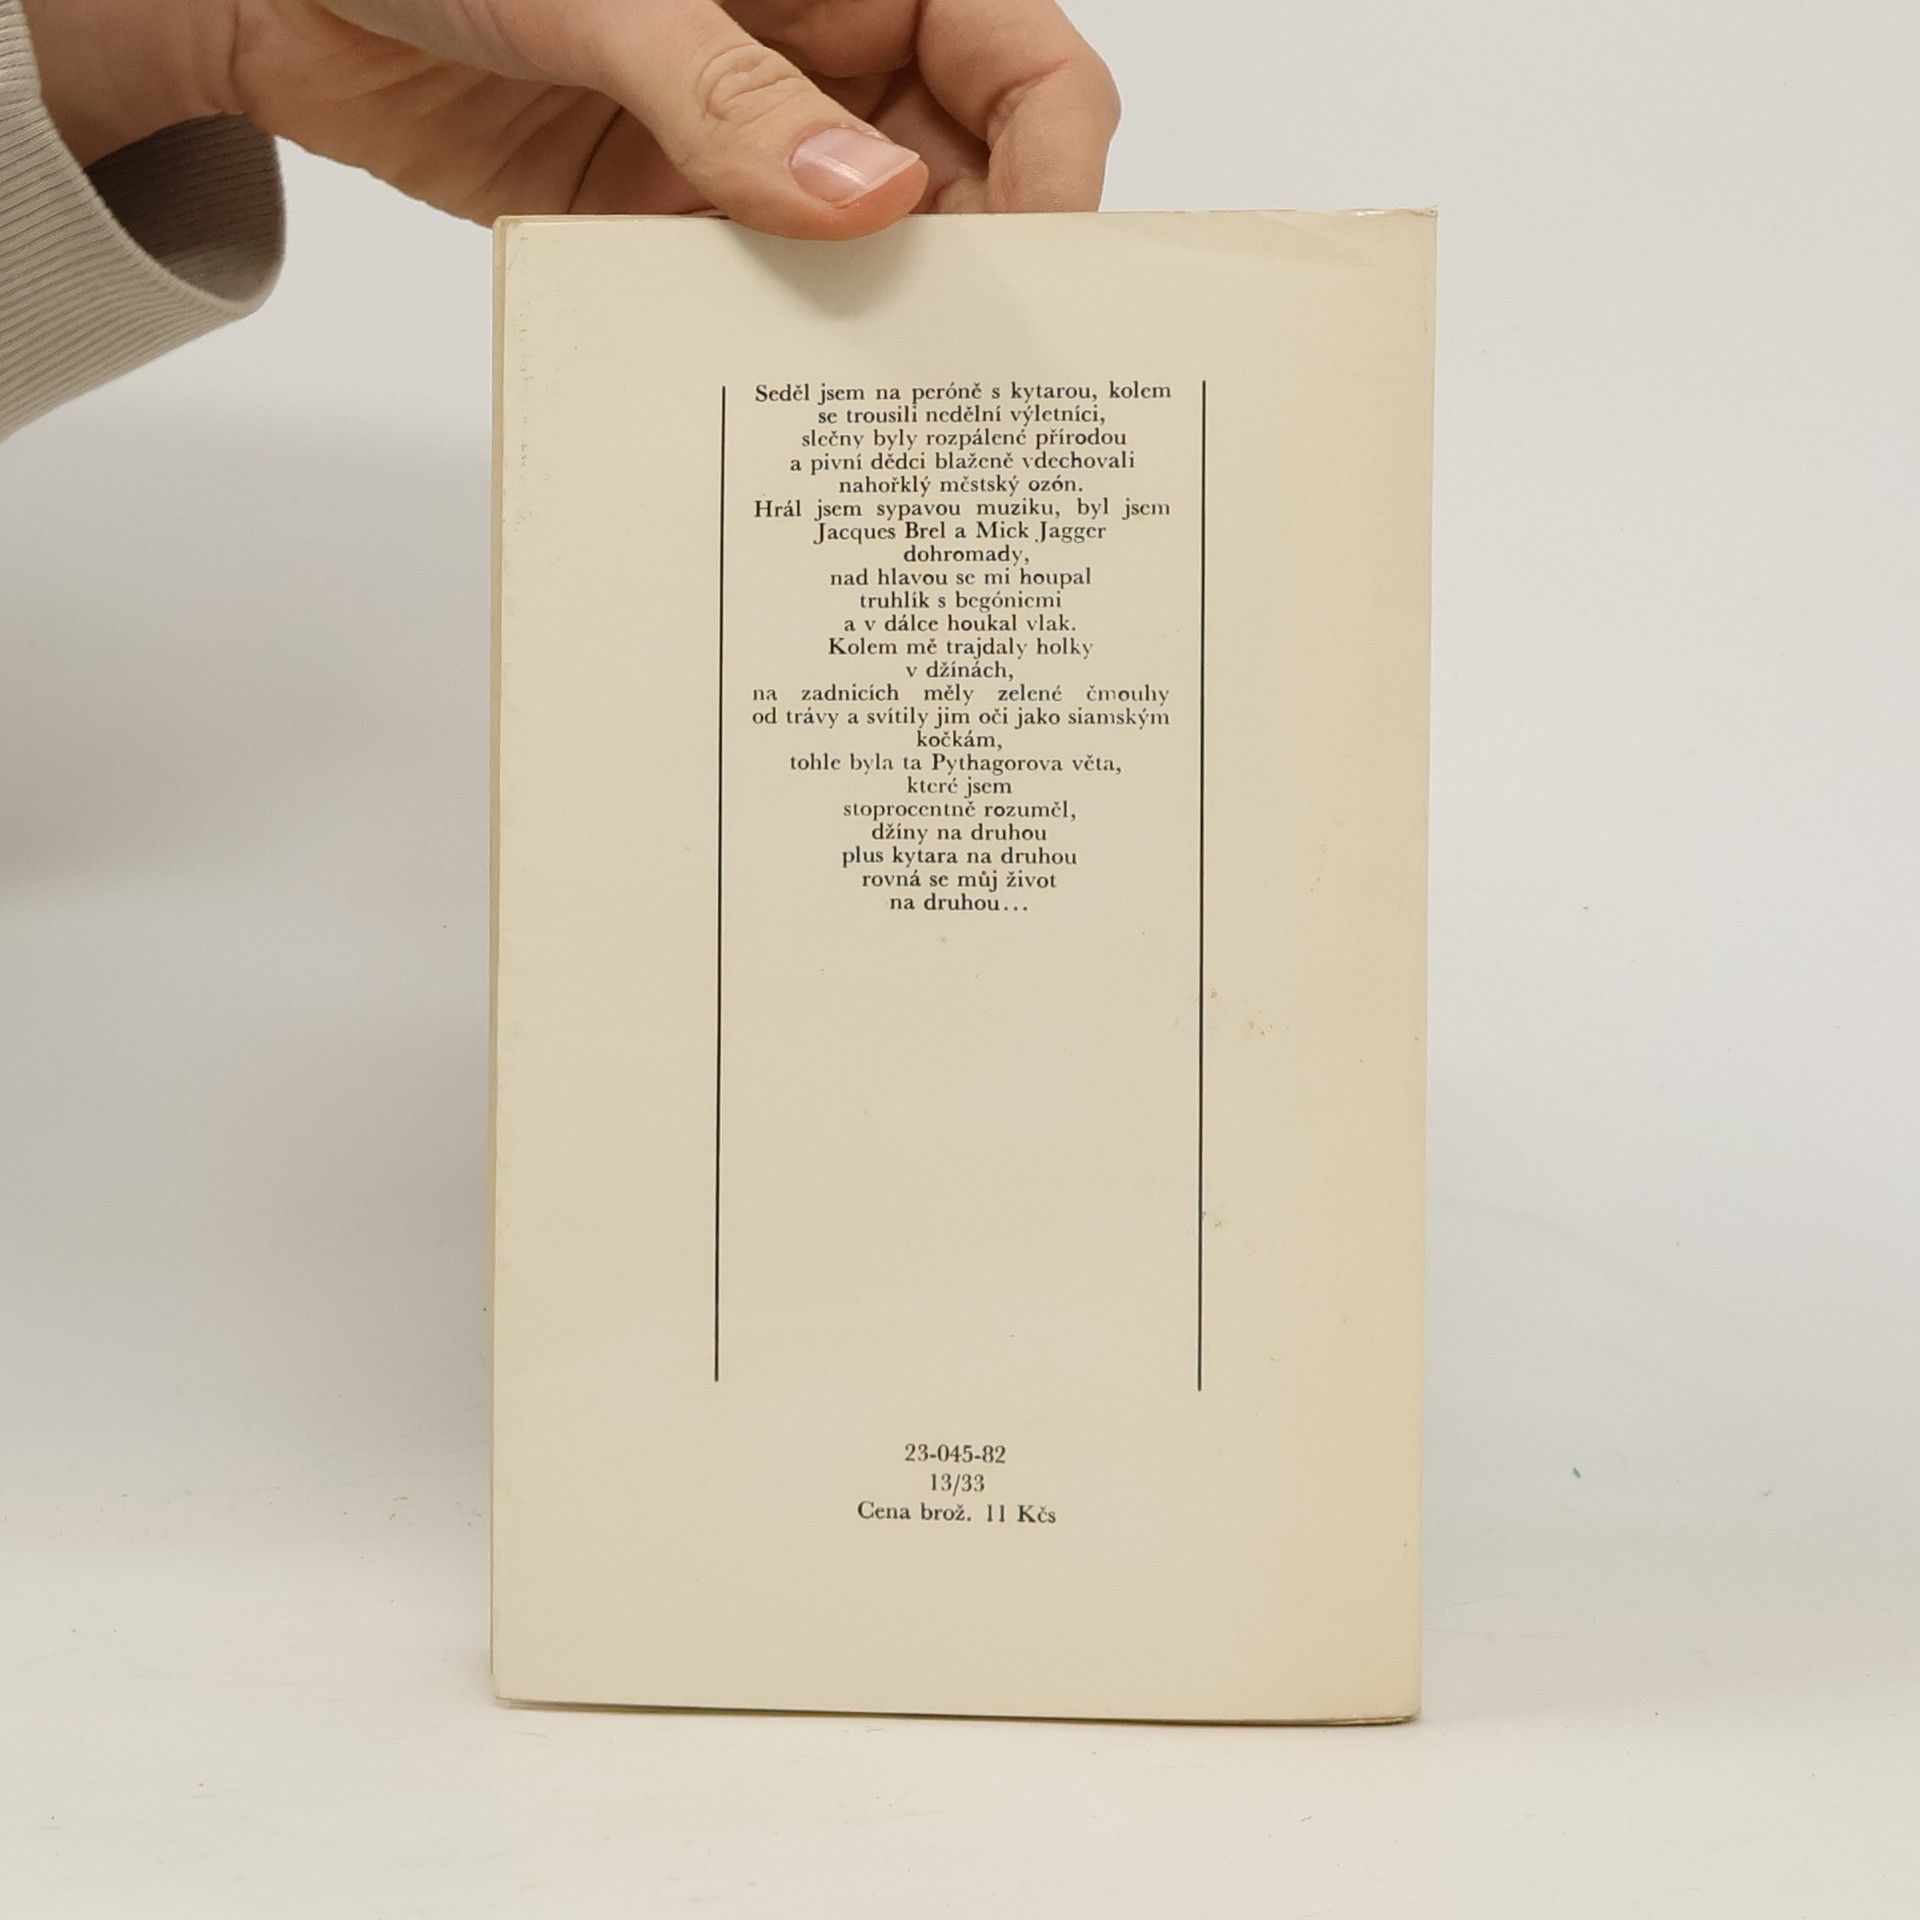 Seděl jsem na peróně s kytarou, kolem
se trousili nedělní výletníci,
slečny byly rozpálené přírodou
a pivní dědci blaženě vdechovali
nahořklý městský ozón.
Hrál jsem sypavou muziku, byl jsem
Jacques Brel a Mick Jagger
dohromady,
nad hlavou se mi houpal
truhlík s begóniemi
a v dálce houkal vlak.
Kolem mě trajdaly holky
v džínách,
na zadnicích měly zelené čmouhy
od trávy a svítily jim oči jako siamským
kočkám,
tohle byla ta Pythagorova věta,
které jsem
stoprocentně rozuměl,
džíny na druhou
plus kytara na druhou
rovná se můj život
na druhou...
23-045-82
13/33
Cena brož. 11 Kčs